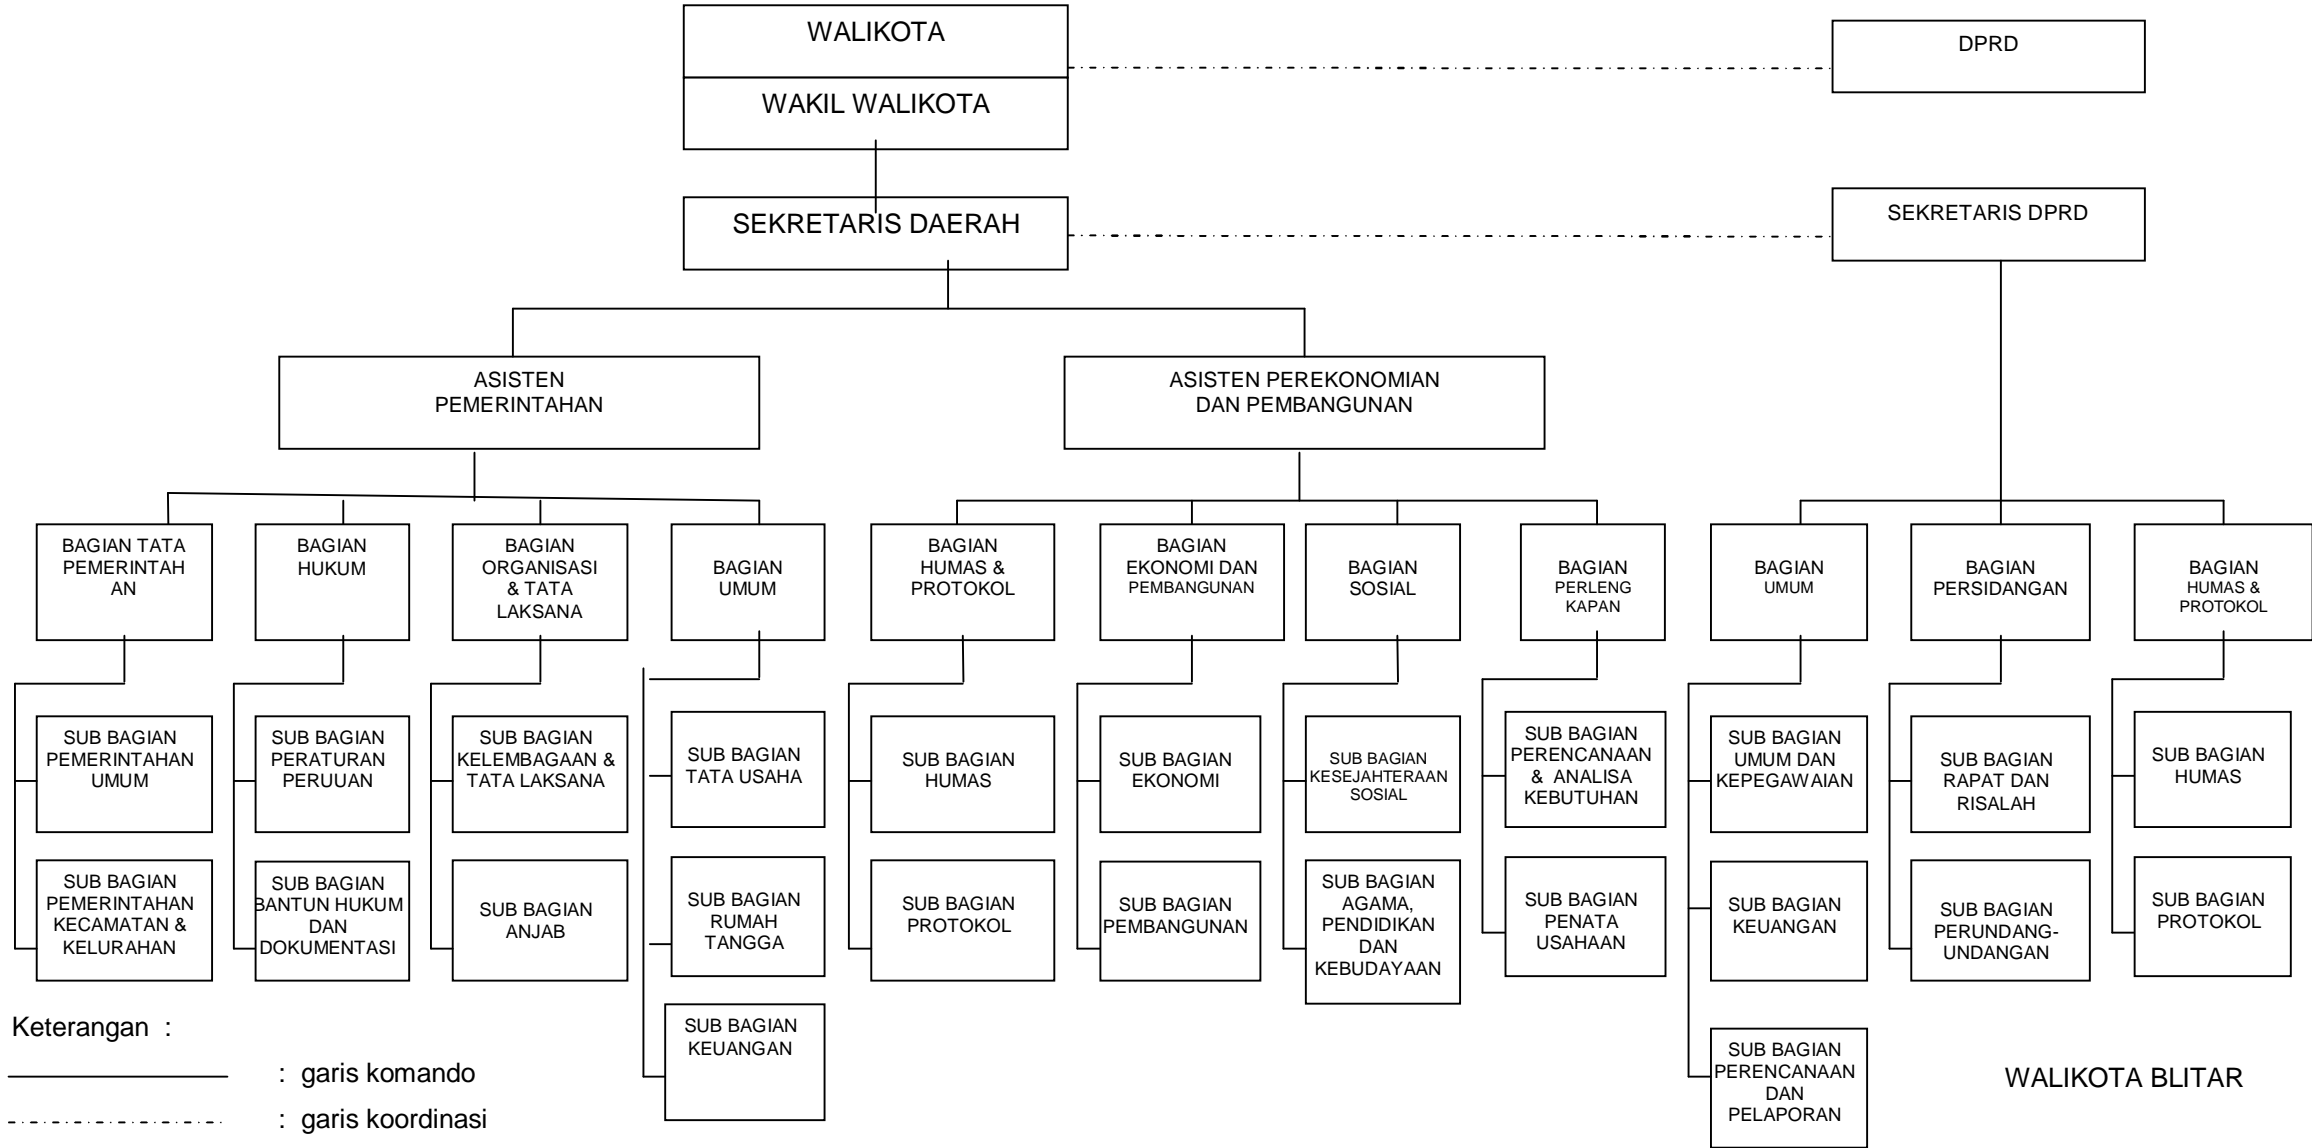 WALIKOTA
DPRD
WAKIL WALIKOTA
SEKRETARIS DAERAH
SEKRETARIS DPRD
ASISTEN
PEMERINTAHAN
ASISTEN PEREKONOMIAN
DAN PEMBANGUNAN
BAGIAN TATA
PEMERINTAH
AN
BAGIAN
HUKUM
BAGIAN
ORGANISASI
& TATA
LAKSANA
BAGIAN
UMUM
BAGIAN
HUMAS &
PROTOKOL
BAGIAN
EKONOMI DAN
PEMBANGUNAN
BAGIAN
SOSIAL
BAGIAN
PERLENG
KAPAN
BAGIAN
UMUM
BAGIAN
PERSIDANGAN
BAGIAN
HUMAS &
PROTOKOL
SUB BAGIAN
PEMERINTAHAN
UMUM
SUB BAGIAN
PERATURAN
PERUUAN
SUB BAGIAN
KELEMBAGAAN &
TATA LAKSANA
SUB BAGIAN
TATA USAHA
SUB BAGIAN
HUMAS
SUB BAGIAN
EKONOMI
SUB BAGIAN
KESEJAHTERAAN
SOSIAL
SUB BAGIAN
PERENCANAAN
& ANALISA
KEBUTUHAN
SUB BAGIAN
UMUM DAN
KEPEGAWAIAN
SUB BAGIAN
RAPAT DAN
RISALAH
SUB BAGIAN
HUMAS
SUB BAGIAN
PEMERINTAHAN
KECAMATAN &
KELURAHAN
SUB BAGIAN
BANTUN HUKUM
DAN
DOKUMENTASI
SUB BAGIAN
ANJAB
SUB BAGIAN
RUMAH
TANGGA
SUB BAGIAN
PROTOKOL
SUB BAGIAN
PEMBANGUNAN
SUB BAGIAN
AGAMA,
PENDIDIKAN
DAN
KEBUDAYAAN
SUB BAGIAN
PENATA
USAHAAN
SUB BAGIAN
KEUANGAN
SUB BAGIAN
PERUNDANG-
UNDANGAN
SUB BAGIAN
PROTOKOL
SUB BAGIAN
KEUANGAN
SUB BAGIAN
PERENCANAAN
DAN
PELAPORAN
Keterangan :
: garis komando
: garis koordinasi
WALIKOTA BLITAR